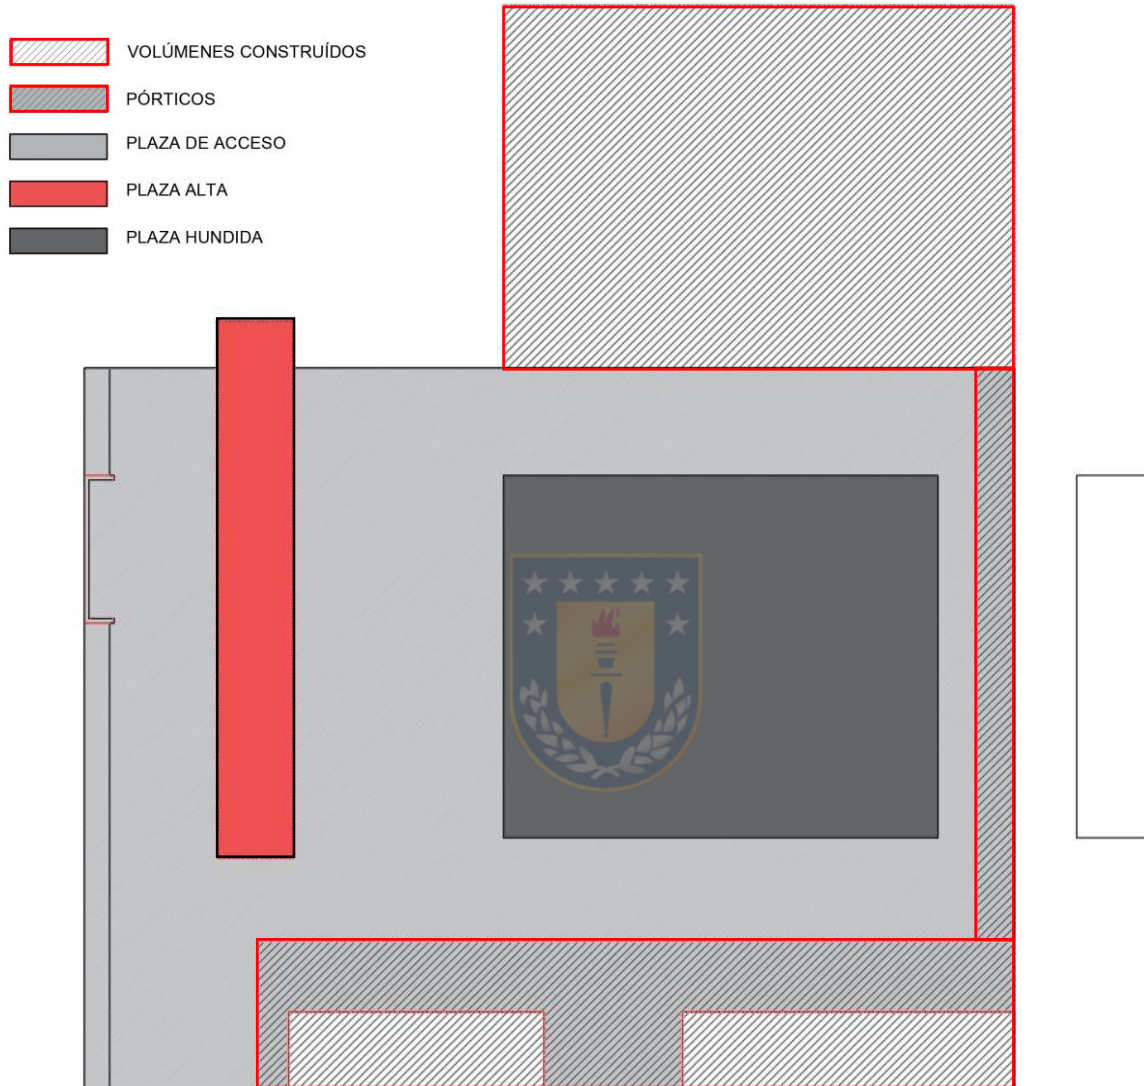 VOLÚMENES CONSTRUÍDOS
PÓRTICOS
PLAZA DE ACCESO
PLAZA ALTA
PLAZA HUNDIDA